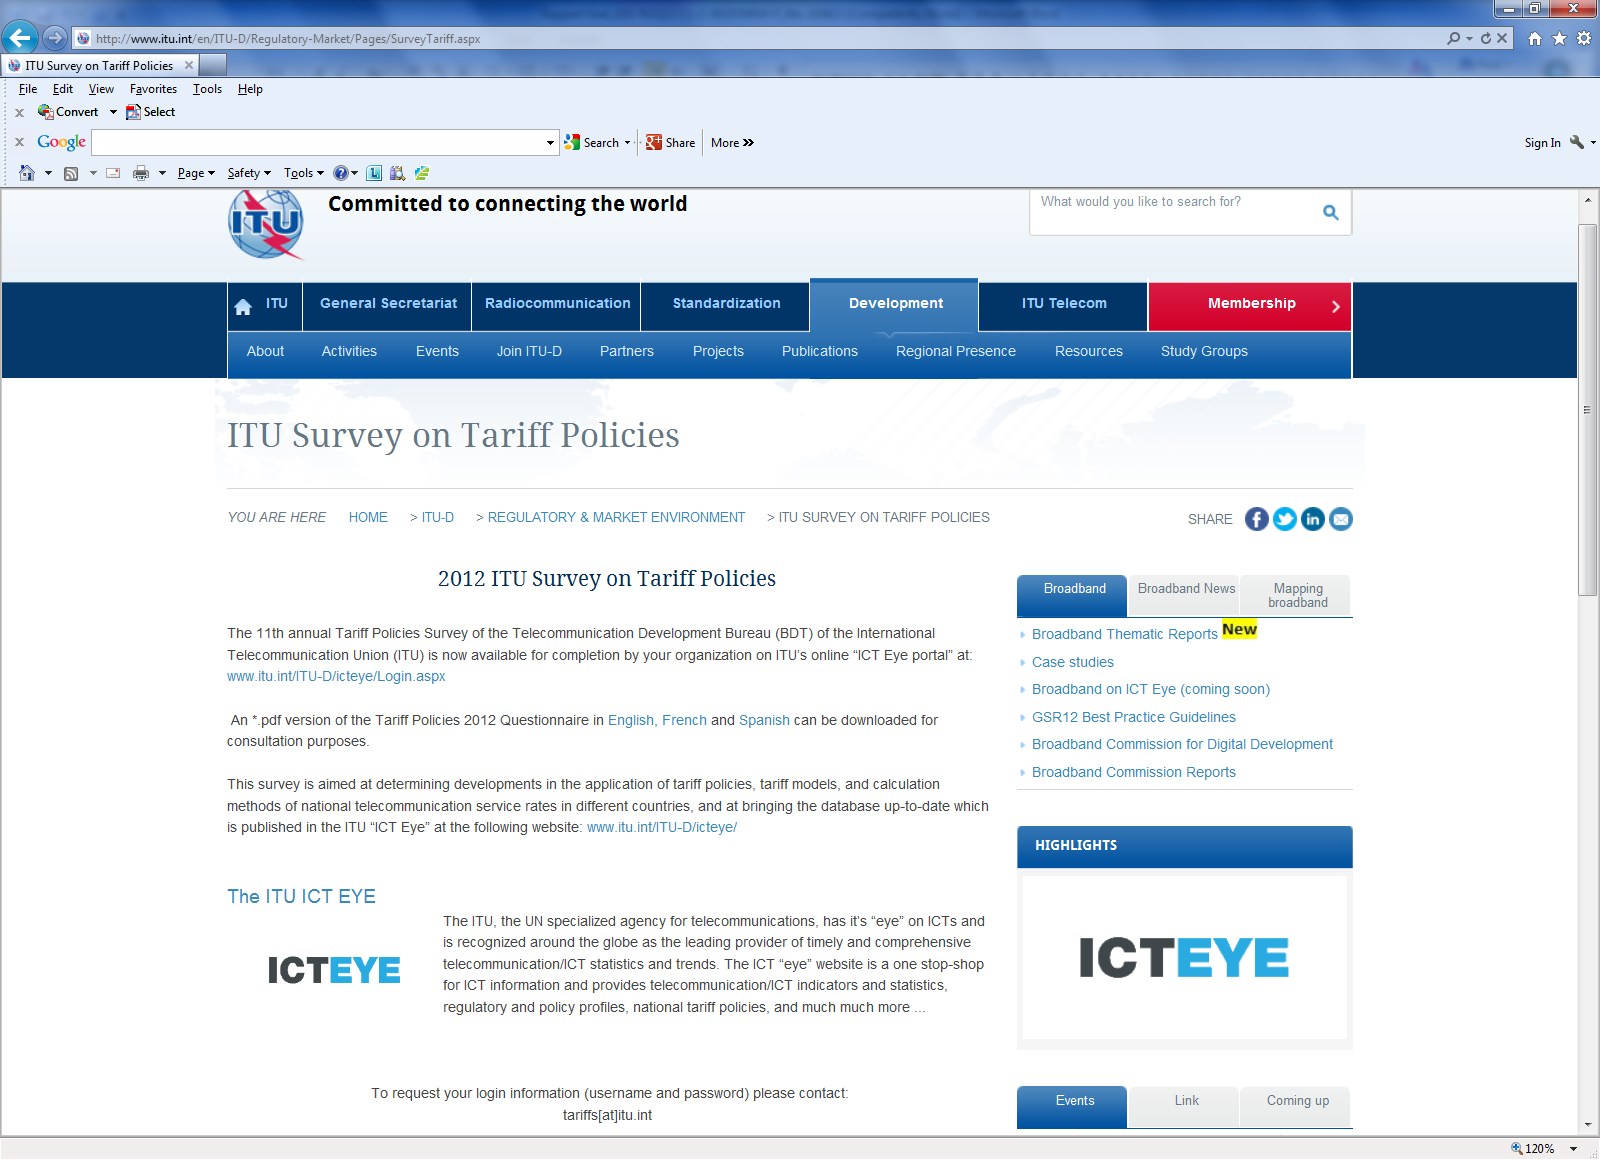 http://www.itu.int/en/ITU-D/Regulatory-Market/Pages/SurveyTariff.aspx
ITU Survey on Tariff Policies
File Edit View Favorites Tools Help
x Convert Select
x Google Search Share More » Sign In
Page Safety Tools
ITU
Committed to connecting the world
What would you like to search for?
ITU General Secretariat Radiocommunication Standardization Development ITU Telecom Membership
About Activities Events Join ITU-D Partners Projects Publications Regional Presence Resources Study Groups
ITU Survey on Tariff Policies
YOU ARE HERE HOME > ITU-D > REGULATORY & MARKET ENVIRONMENT > ITU SURVEY ON TARIFF POLICIES
SHARE
2012 ITU Survey on Tariff Policies
The 11th annual Tariff Policies Survey of the Telecommunication Development Bureau (BDT) of the International
Telecommunication Union (ITU) is now available for completion by your organization on ITU's online “ICT Eye portal” at:
www.itu.int/ITU-D/icteye/Login.aspx
An *.pdf version of the Tariff Policies 2012 Questionnaire in English, French and Spanish can be downloaded for
consultation purposes.
This survey is aimed at determining developments in the application of tariff policies, tariff models, and calculation
methods of national telecommunication service rates in different countries, and at bringing the database up-to-date which
is published in the ITU “ICT Eye” at the following website: www.itu.int/ITU-D/icteye/
The ITU ICT EYE
ICTEYE
The ITU, the UN specialized agency for telecommunications, has it's “eye” on ICTs and
is recognized around the globe as the leading provider of timely and comprehensive
telecommunication/ICT statistics and trends. The ICT “eye” website is a one stop-shop
for ICT information and provides telecommunication/ICT indicators and statistics,
regulatory and policy profiles, national tariff policies, and much much more ...
To request your login information (username and password) please contact:
tariffs[at]itu.int
Broadband Broadband News Mapping
broadband
Broadband Thematic Reports New
Case studies
Broadband on ICT Eye (coming soon)
GSR12 Best Practice Guidelines
Broadband Commission for Digital Development
Broadband Commission Reports
HIGHLIGHTS
ICTEYE
Events Link Coming up
120%